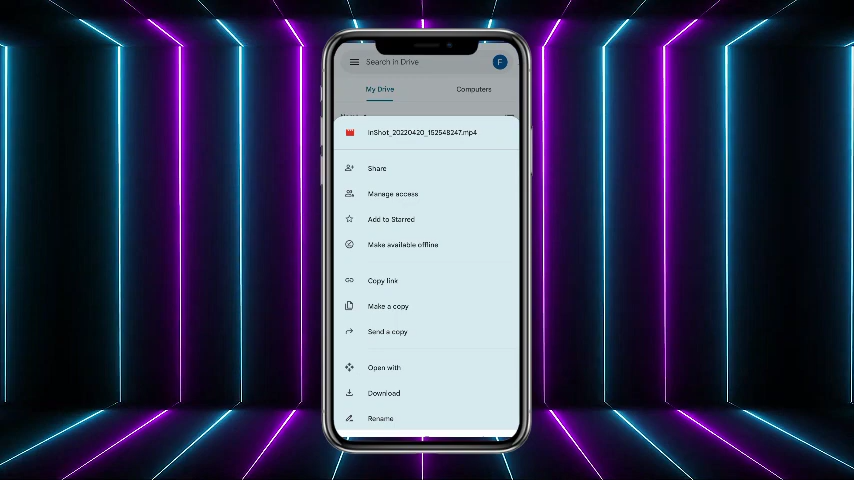 Search in Drive
F
My Drive
Computers
InShot_20220420_152548247.mp4
Share
Manage access
Add to Starred
Make available offline
Copy link
Make a copy
Send a copy
Open with
Download
Rename